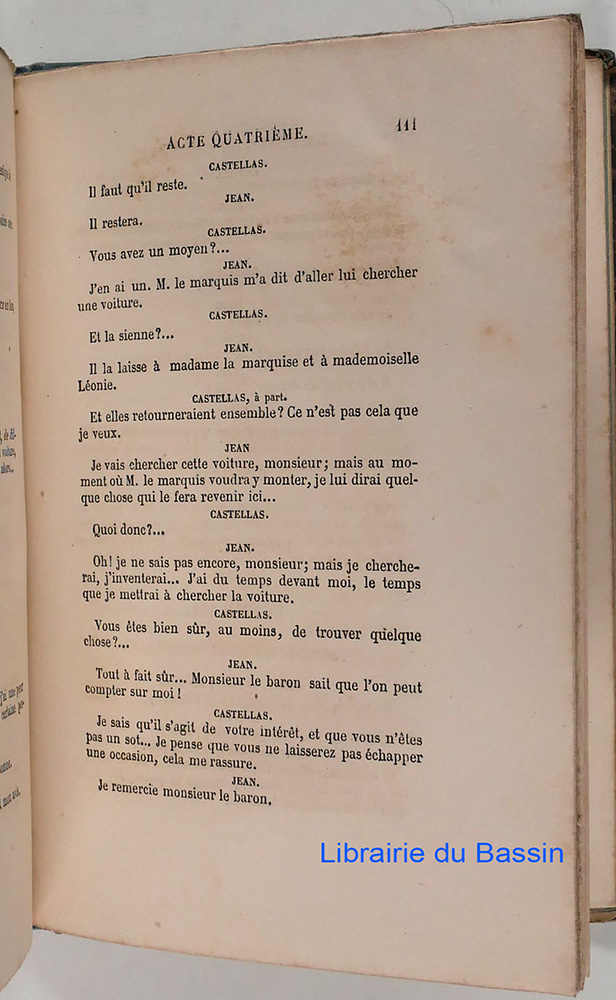 ACTE QUATRIÈME. 111
CASTELLAS.
Il faut qu'il reste.
JEAN.
Il restera.
CASTELLAS.
Vous avez un moyen?...
JEAN.
J'en ai un. M. le marquis m'a dit d'aller lui chercher
une voiture.
CASTELLAS.
Et la sienne?...
JEAN.
Il la laisse à madame la marquise et à mademoiselle
Léonie.
CASTELLAS, à part.
Et elles retourneraient ensemble? Ce n'est pas cela que
je veux.
JEAN
Je vais chercher cette voiture, monsieur; mais au mo-
ment où M. le marquis voudra y monter, je lui dirai quel-
que chose qui le fera revenir ici...
CASTELLAS.
Quoi donc?...
JEAN.
Oh! je ne sais pas encore, monsieur; mais je cherche-
rai, j'inventerai... J'ai du temps devant moi, le temps
que je mettrai à chercher la voiture.
CASTELLAS.
Vous êtes bien sûr, au moins, de trouver quelque
chose?...
JEAN.
Tout à fait sûr... Monsieur le baron sait que l'on peut
compter sur moi!
CASTELLAS.
Je sais qu'il s'agit de votre intérêt, et que vous n'êtes
pas un sot... Je pense que vous ne laisserez pas échapper
une occasion, cela me rassure.
JEAN.
Je remercie monsieur le baron.
Librairie du Bassin